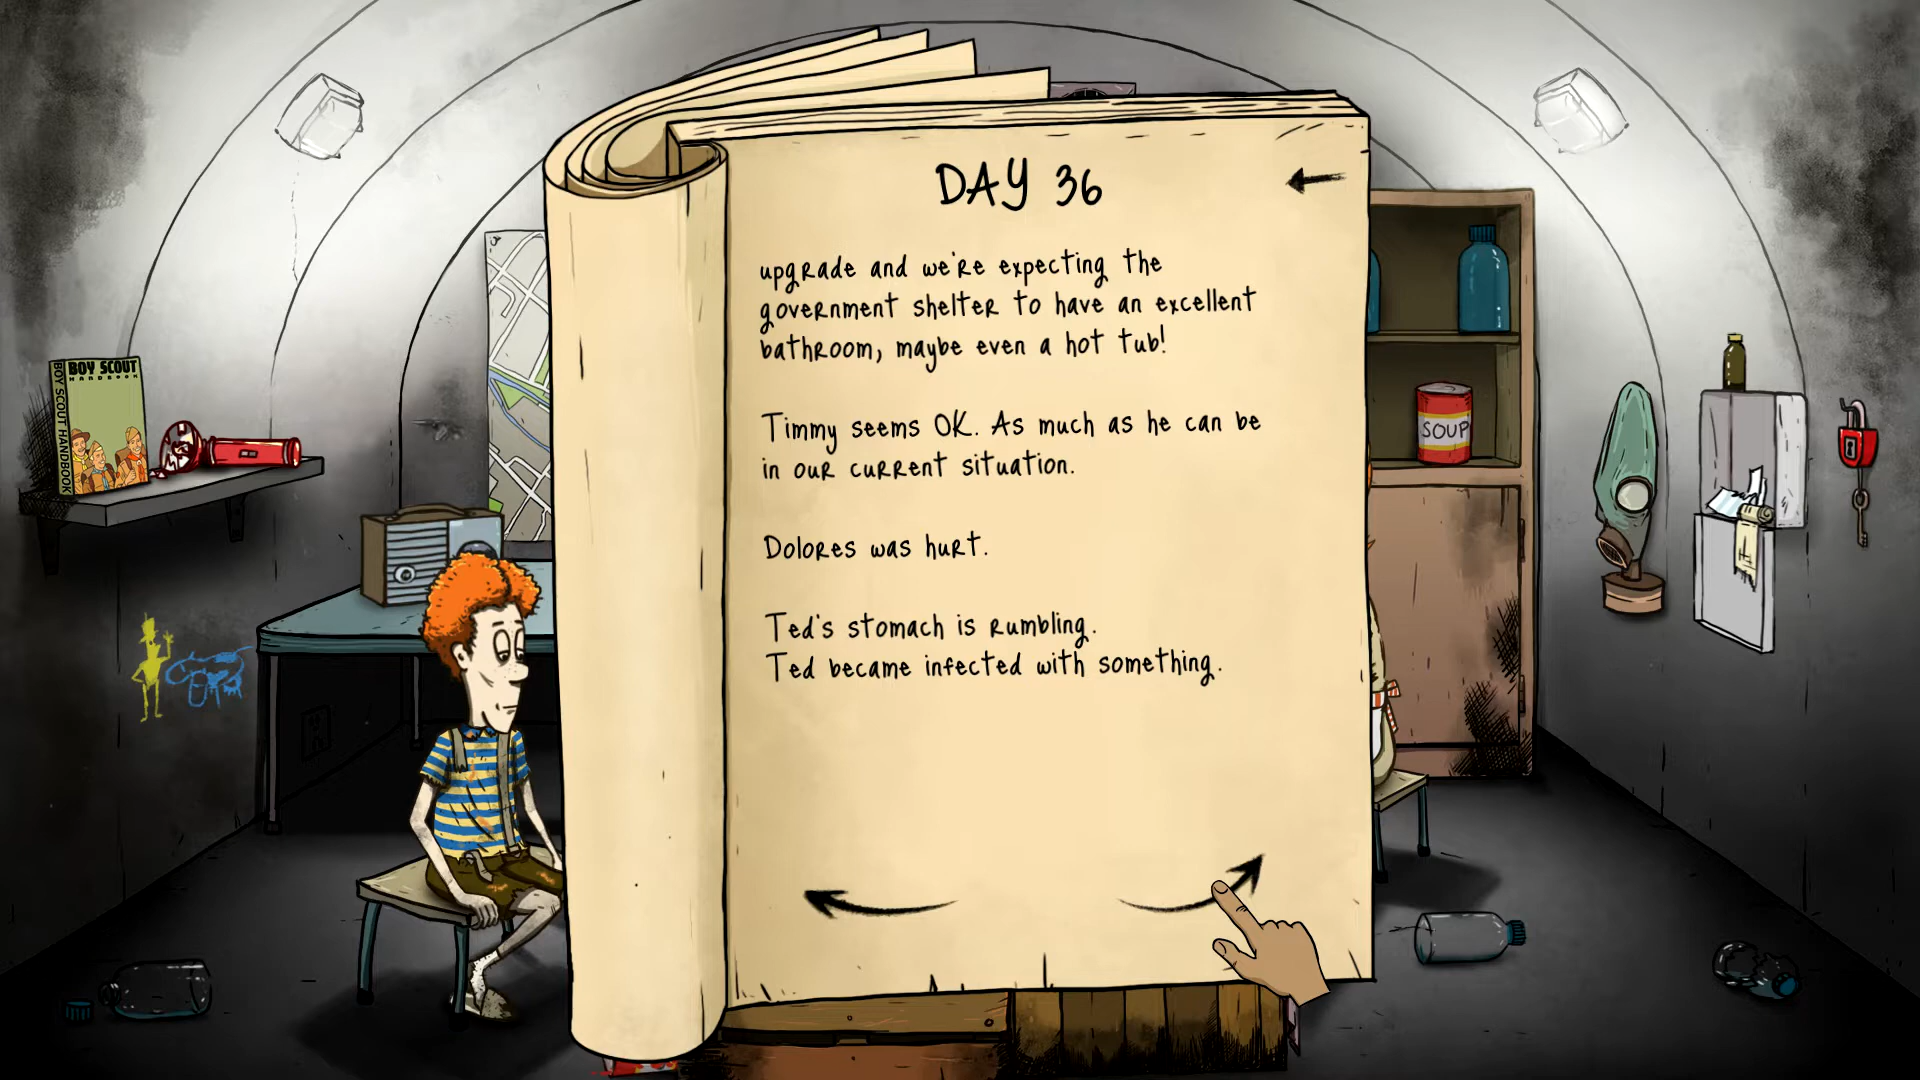 DAY 36
upgrade and we're expecting the
government shelter to have an excellent
bathroom, maybe even a hot tub!
Timmy seems OK. As much as he can be
in our current situation.
Dolores was hurt.
Ted's stomach is rumbling.
Ted became infected with something.
BOY SCOUT
HANDBOOK
BOY SCOUT HANDBOOK
SOUP